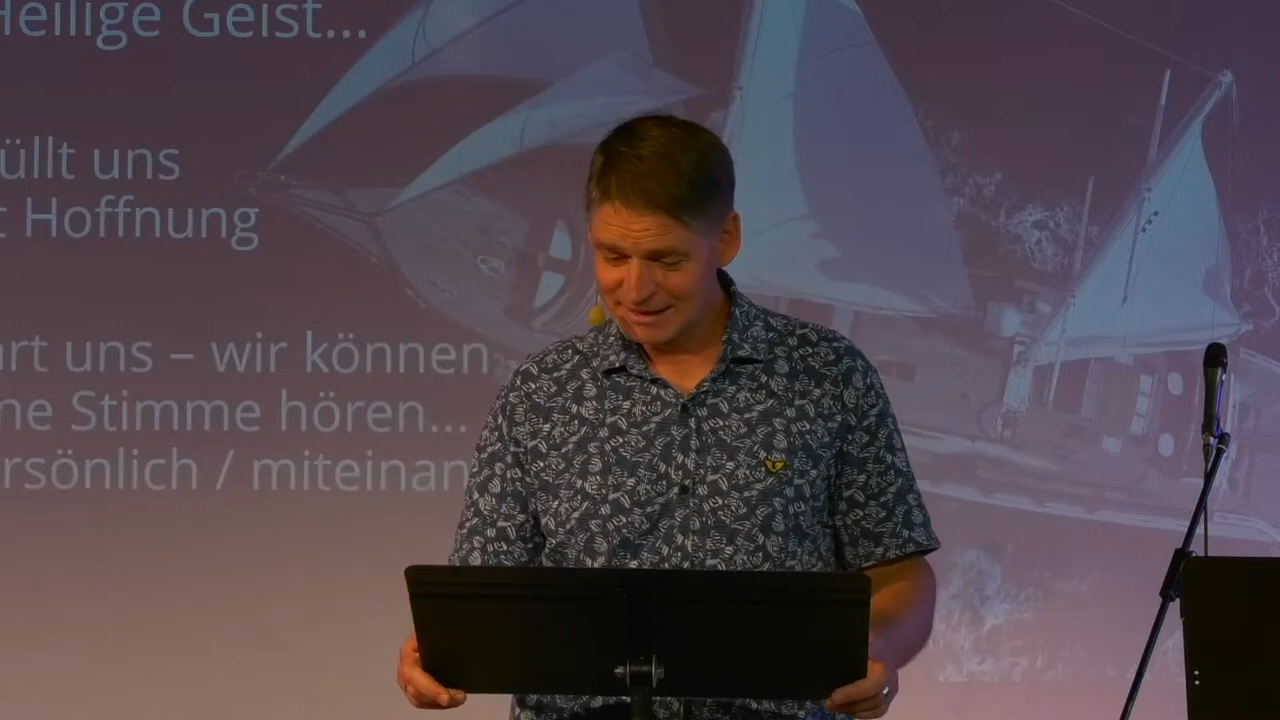 Heilige Geist...
üllt uns
t Hoffnung
art uns – wir können
ne Stimme hören...
rsönlich / miteinan